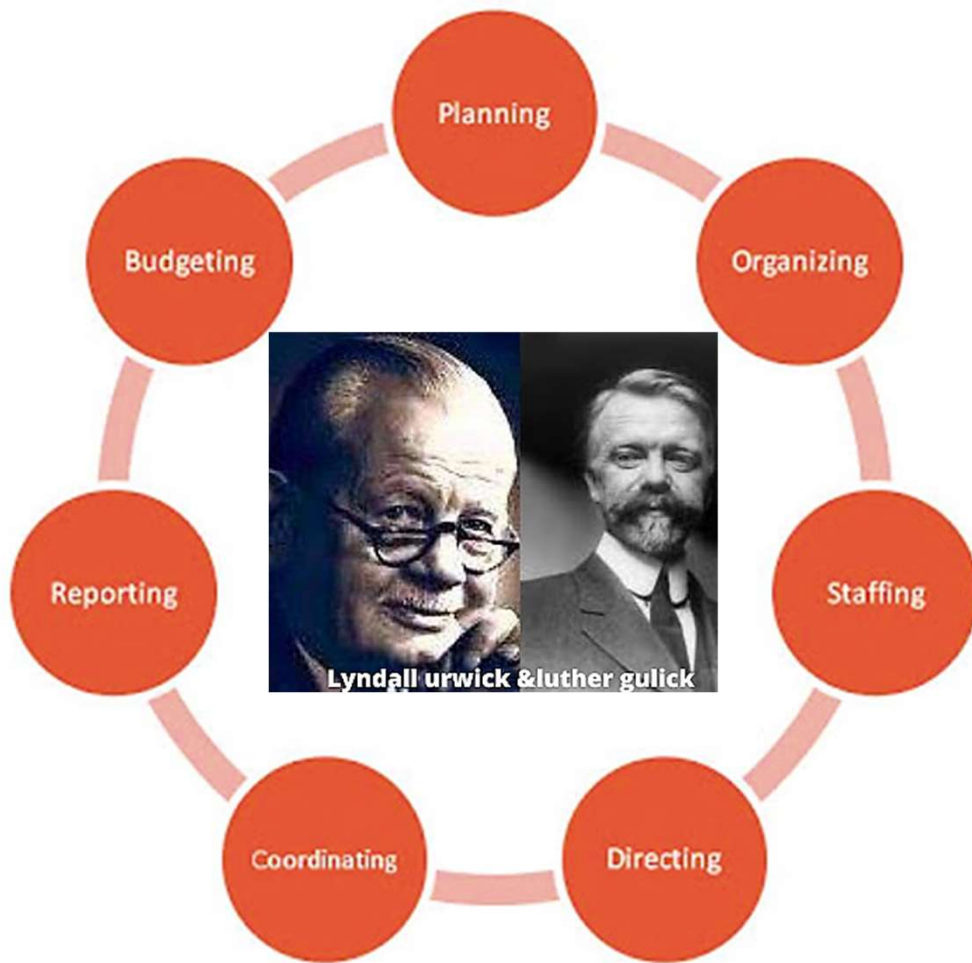 Planning
Organizing
Staffing
Directing
Coordinating
Reporting
Budgeting
Lyndall urwick &luther gulick